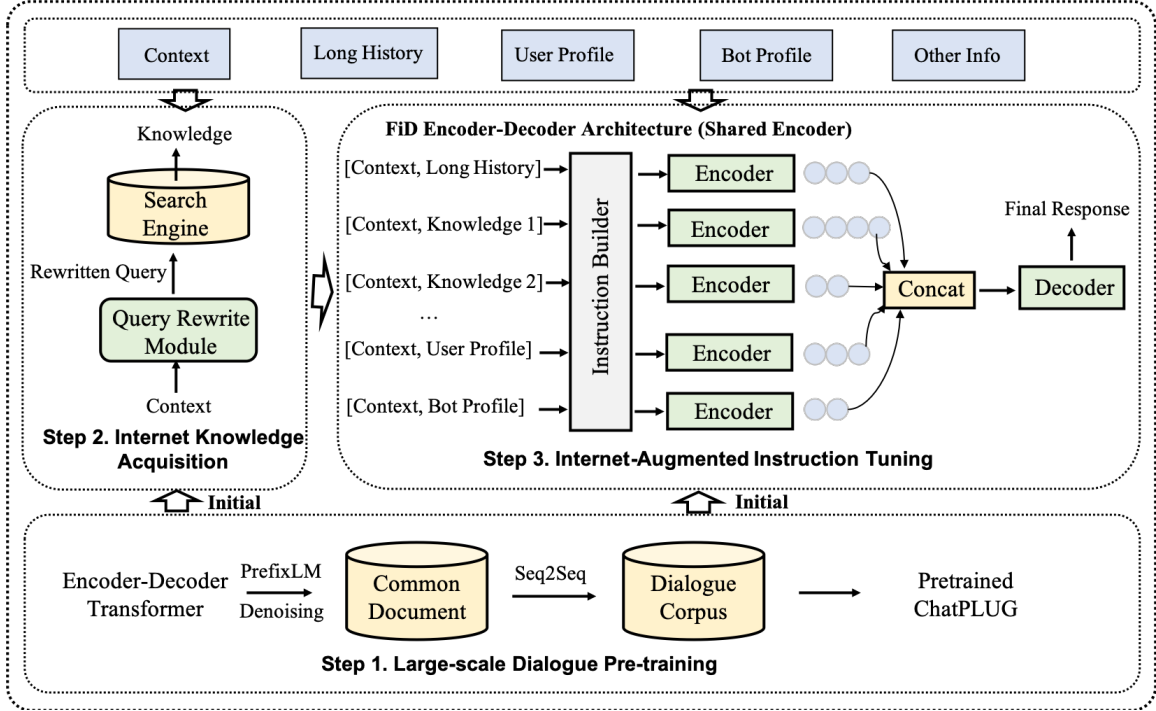 Context
Long History
User Profile
Bot Profile
Other Info
Knowledge
Search
Engine
Rewritten Query
Query Rewrite
Module
Context
Step 2. Internet Knowledge
Acquisition
FiD Encoder-Decoder Architecture (Shared Encoder)
[Context, Long History]
[Context, Knowledge 1]
[Context, Knowledge 2]
…
[Context, User Profile]
[Context, Bot Profile]
Instruction Builder
Encoder
Encoder
Encoder
Encoder
Encoder
Concat
Final Response
Decoder
Step 3. Internet-Augmented Instruction Tuning
Initial
Initial
Encoder-Decoder
Transformer
PrefixLM
Denoising
Common
Document
Seq2Seq
Dialogue
Corpus
Pretrained
ChatPLUG
Step 1. Large-scale Dialogue Pre-training